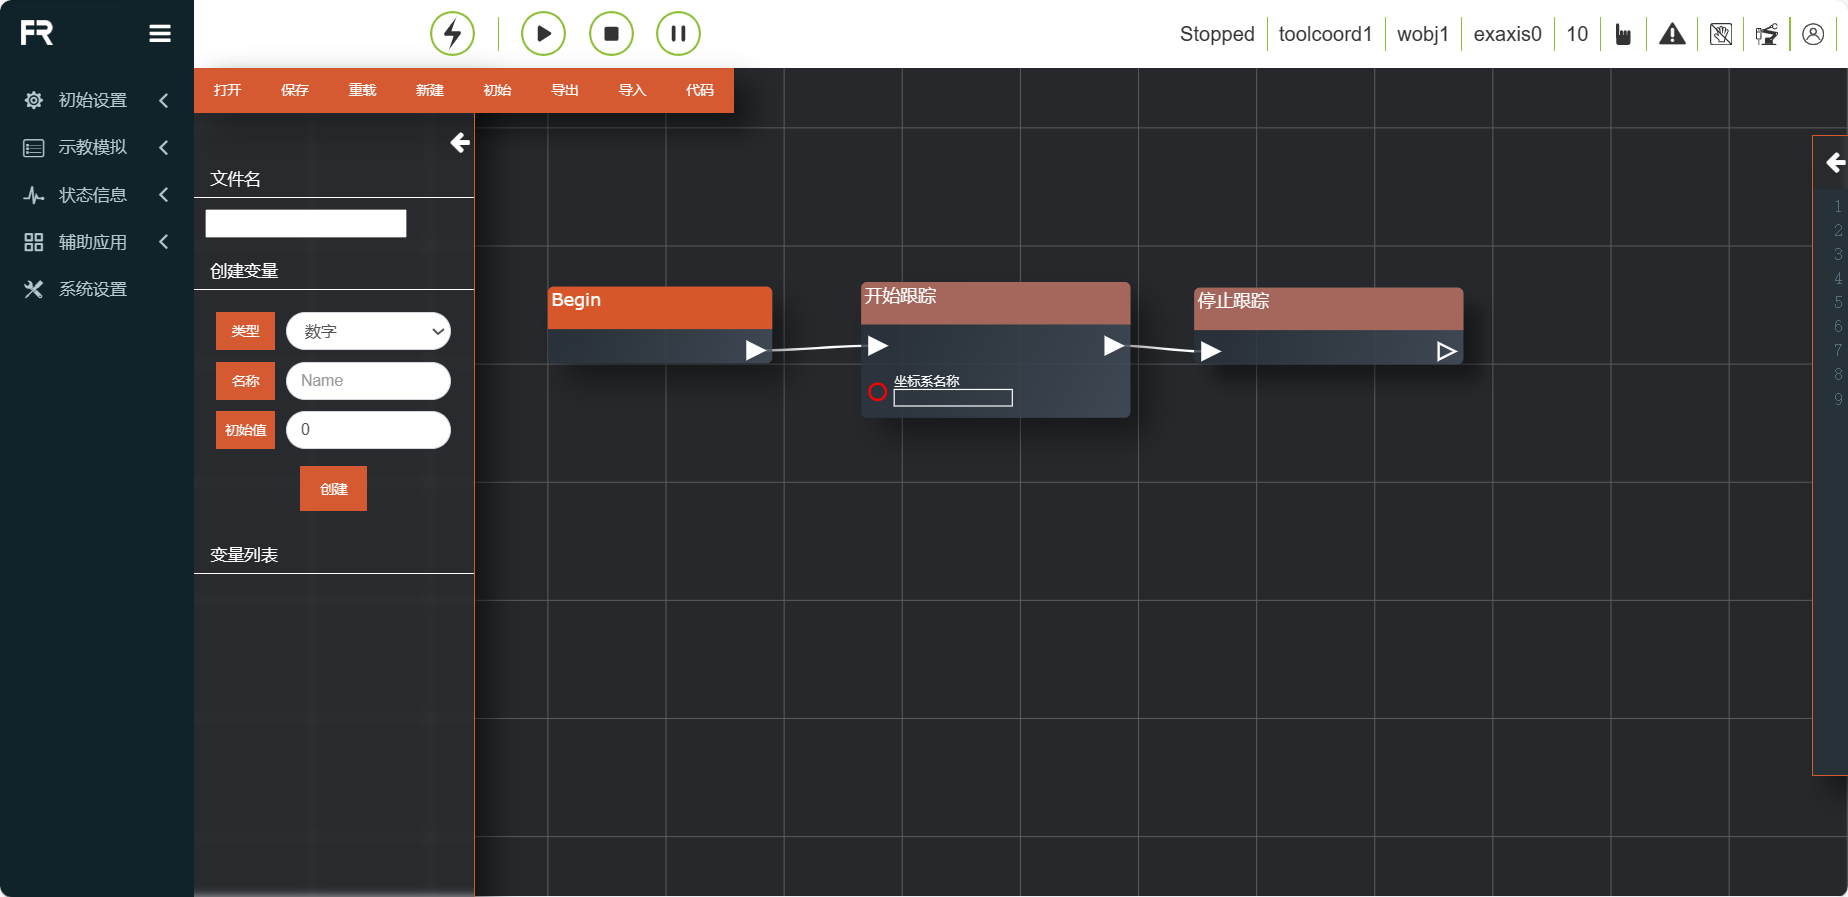 FR
Stopped
toolcoord1
wobj1
exaxis0
10
初始设置
示教模拟
状态信息
辅助应用
系统设置
打开
保存
重载
新建
初始
导出
导入
代码
文件名
创建变量
类型
数字
名称
Name
初始值
0
创建
变量列表
Begin
开始跟踪
坐标系名称
停止跟踪
1
2
3
4
5
6
7
8
9